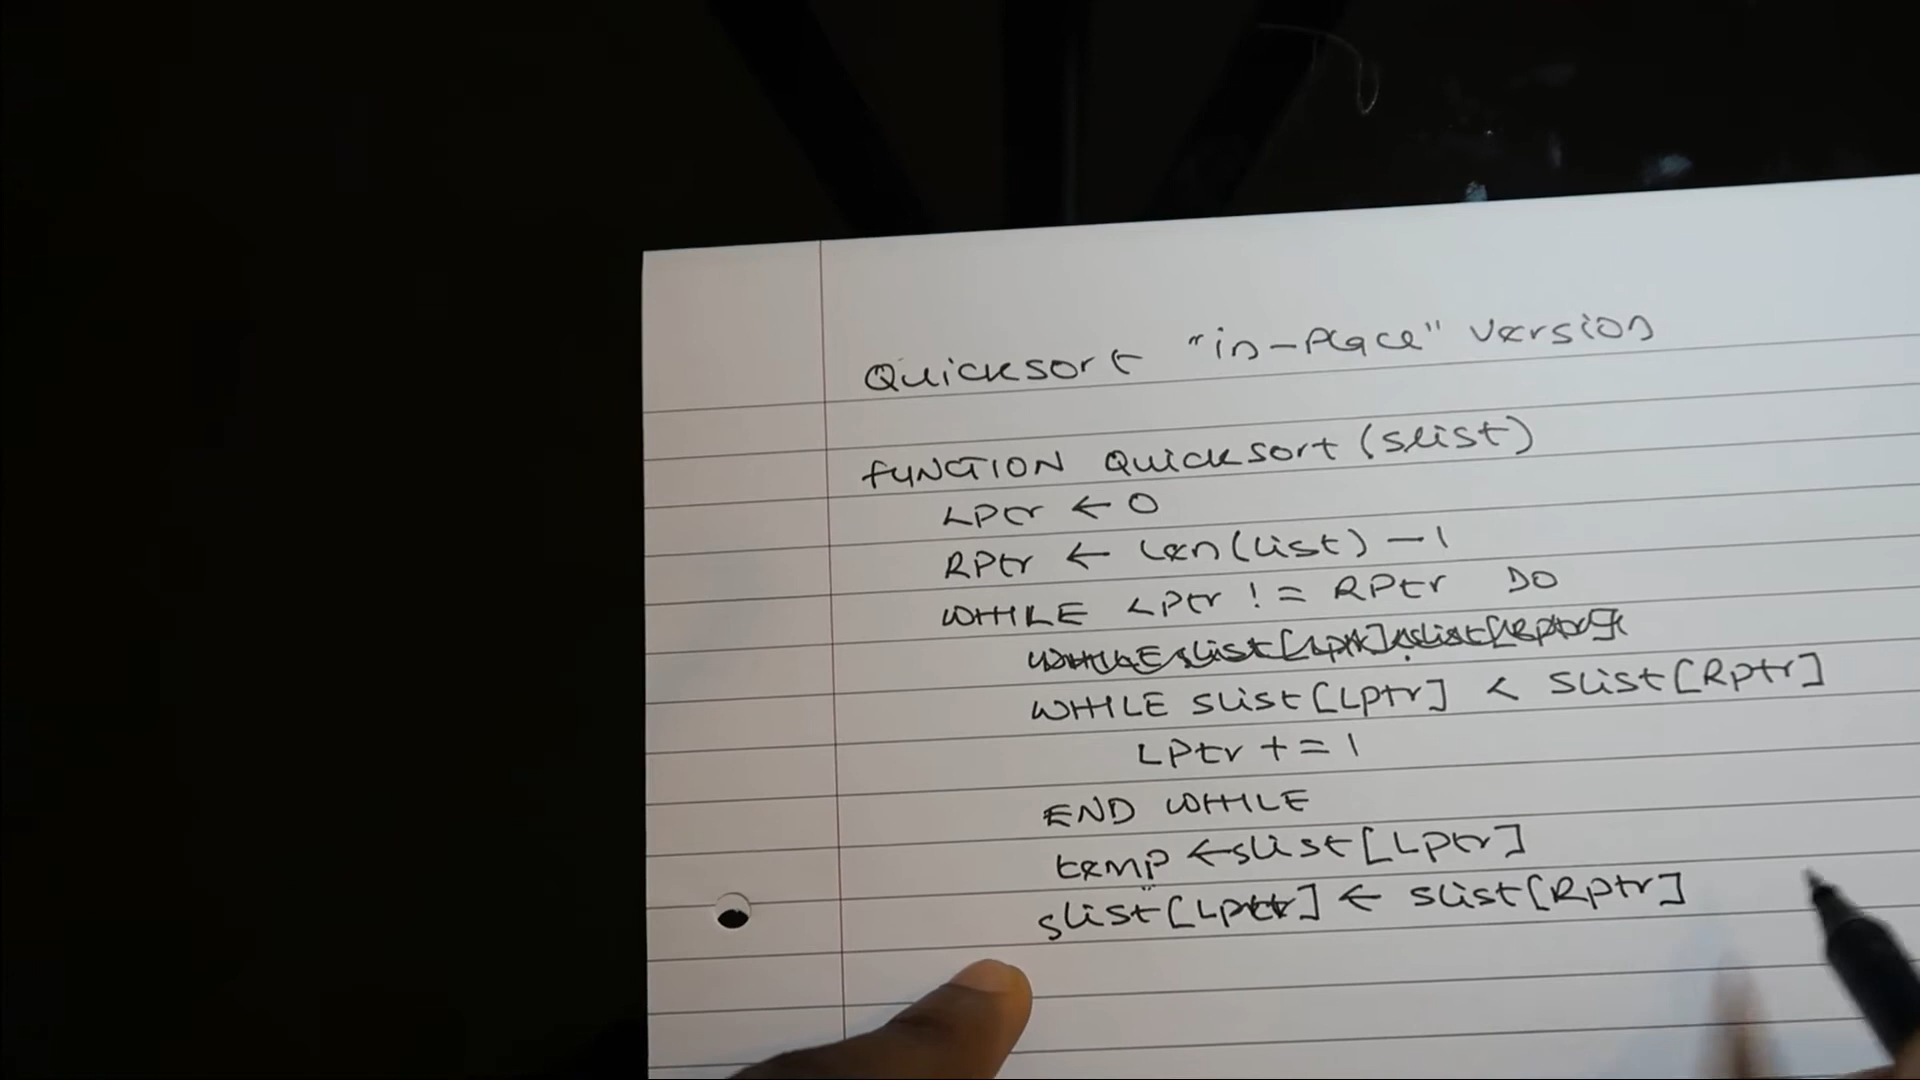 Quicksort "in-place" version
FUNCTION Quicksort (slist)
LPtr ← 0
RPtr ← len(list) - 1
WHILE LPtr != RPtr DO
WHILE slist[Lptr] < slist[Rptr]
LPtr += 1
END WHILE
temp ← slist[Lptr]
slist[Lptr] ← slist[Rptr]